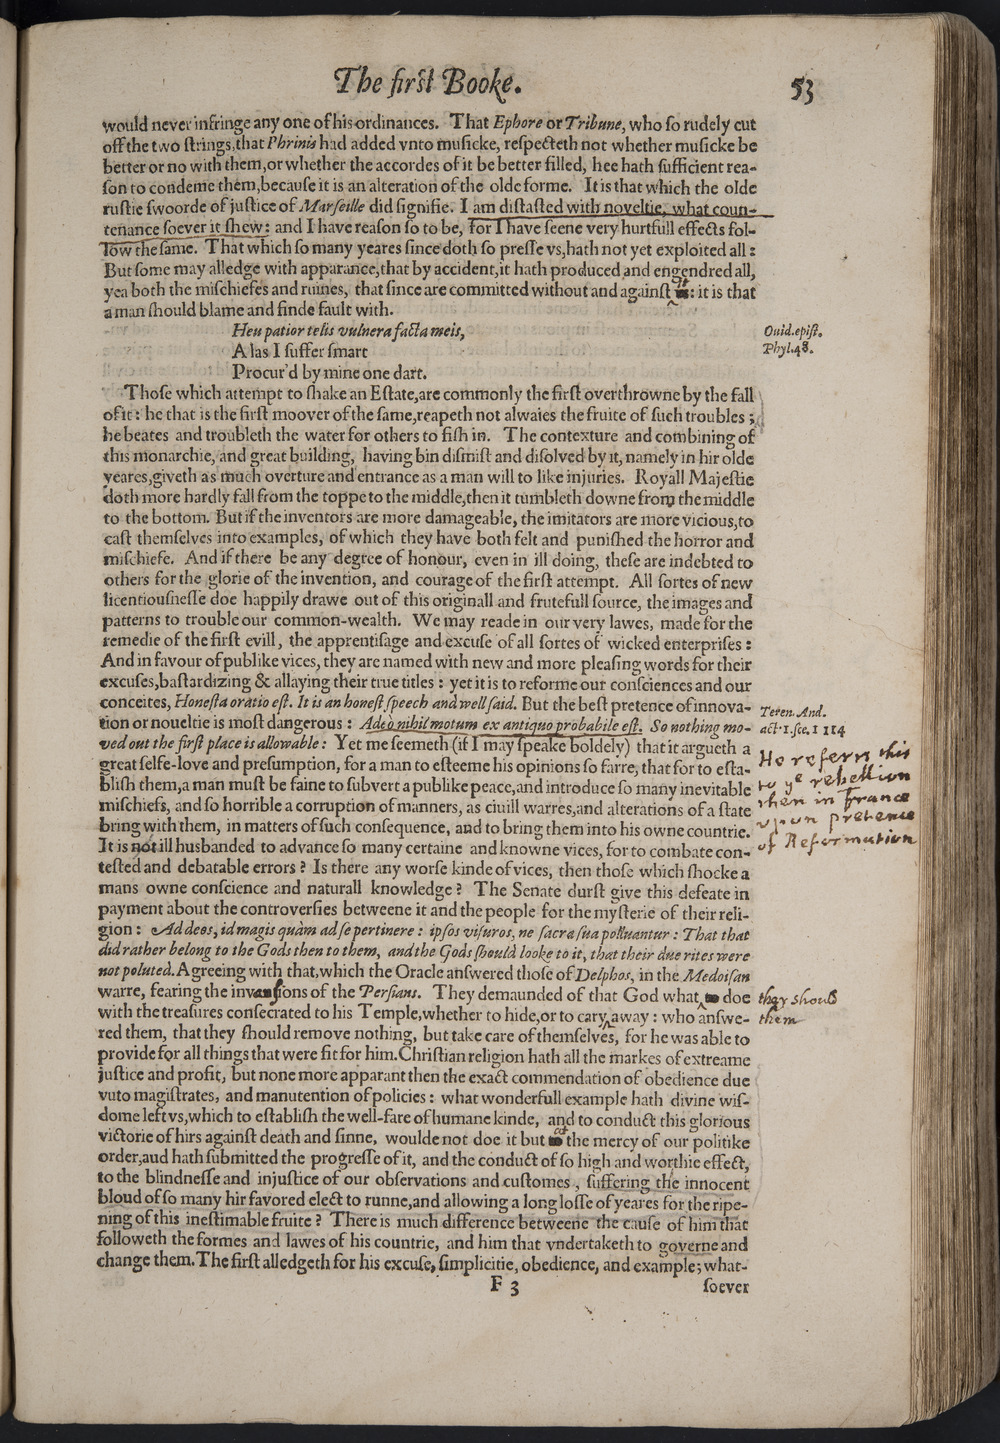 The firſt Booke.
53
would never infringe any one of his ordinances. That Ephore or Tribune, who ſo rudely cut
off the two ſtrings, that Phrinis had added vnto muſicke, reſpecteth not whether muſicke be
better or no with them, or whether the accordes of it be better filled, hee hath ſufficient rea-
ſon to condeme them, becauſe it is an alteration of the olde forme. It is that which the olde
ruſtie ſwoorde of juſtice of Marſeille did ſignifie. I am diſtaſted with noveltie, what coun-
tenance ſoever it ſhew: and I have reaſon ſo to be, for I have ſeene very hurtfull effects fol-
low the ſame. That which ſo many yeares ſince doth ſo preſſe vs, hath not yet exploited all :
But ſome may alledge with apparance, that by accident, it hath produced and engendred all,
yea both the miſchiefes and ruines, that ſince are committed without and againſt : it is that
a man ſhould blame and finde fault with.
Heu patior telis vulnera facta meis,
Alas I ſuffer ſmart
Procur'd by mine one dart.
Ouid. epiſt.
Phyl. 48.
Thoſe which attempt to ſhake an Eſtate, are commonly the firſt overthrowne by the fall
of it : he that is the firſt moover of the ſame, reapeth not alwaies the fruite of ſuch troubles ;
he beates and troubleth the water for others to fiſh in. The contexture and combining of
this monarchie, and great building, having bin diſmiſt and diſolved by it, namely in hir olde
yeares, giveth as much overture and entrance as a man will to like injuries. Royall Majeſtie
doth more hardly fall from the toppe to the middle, then it tumbleth downe from the middle
to the bottom. But if the inventors are more damageable, the imitators are more vicious, to
caſt themſelves into examples, of which they have both felt and puniſhed the horror and
miſchiefe. And if there be any degree of honour, even in ill doing, theſe are indebted to
others for the glorie of the invention, and courage of the firſt attempt. All ſortes of new
licentiouſneſſe doe happily drawe out of this originall and frutefull ſource, the images and
patterns to trouble our common-wealth. We may reade in our very lawes, made for the
remedie of the firſt evill, the apprentiſage and excuſe of all ſortes of wicked enterpriſes :
And in favour of publike vices, they are named with new and more pleaſing words for their
excuſes, baſtardizing & allaying their true titles : yet it is to reforme our conſciences and our
conceites, Honeſta oratio eſt. It is an honeſt ſpeech and well ſaid. But the beſt pretence of innova-
tion or noueltie is moſt dangerous : Adeo nihil motum ex antiquo probabile eſt. So nothing mo-
ved out the firſt place is allowable : Yet me ſeemeth (if I may ſpeake boldely) that it argueth a
great ſelfe-love and preſumption, for a man to eſteeme his opinions ſo farre, that for to eſta-
bliſh them, a man muſt be faine to ſubvert a publike peace, and introduce ſo many inevitable
miſchiefs, and ſo horrible a corruption of manners, as ciuill warres, and alterations of a ſtate
bring with them, in matters of ſuch conſequence, and to bring them into his owne countrie.
It is not ill husbanded to advance ſo many certaine and knowne vices, for to combate con-
teſted and debatable errors ? Is there any worſe kinde of vices, then thoſe which ſhocke a
mans owne conſcience and naturall knowledge ? The Senate durſt give this defeate in
payment about the controverſies betweene it and the people for the myſterie of their reli-
gion : Ad deos, id magis quàm ad ſe pertinere : ipſos viſuros, ne ſacra ſua polluantur : That that
did rather belong to the Gods then to them, and the Gods ſhould looke to it, that their due rites were
not poluted. Agreeing with that, which the Oracle anſwered thoſe of Delphos, in the Medoiſan
warre, fearing the invasſions of the Perſians. They demaunded of that God what to doe
with the treaſures conſecrated to his Temple, whether to hide, or to cary away : who anſwe-
red them, that they ſhould remove nothing, but take care of themſelves, for he was able to
provide for all things that were fit for him. Chriſtian religion hath all the markes of extreame
juſtice and profit, but none more apparant then the exact commendation of obedience due
vuto magiſtrates, and manutention of policies : what wonderfull example hath divine wiſ-
dome left vs, which to eſtabliſh the well-fare of humane kinde, and to conduct this glorious
victorie of hirs againſt death and ſinne, woulde not doe it but at the mercy of our politike
order, aud hath ſubmitted the progreſſe of it, and the conduct of ſo high and worthie effect,
to the blindneſſe and injuſtice of our obſervations and cuſtomes, ſuffering the innocent
bloud of ſo many hir favored elect to runne, and allowing a long loſſe of yeares for the ripe-
ning of this ineſtimable fruite ? There is much difference betweene the cauſe of him that
followeth the formes and lawes of his countrie, and him that vndertaketh to governe and
change them. The firſt alledgeth for his excuſe, ſimplicitie, obedience, and example; what-
Teren. And.
act. 1. ſce. 1 114
He referrs this
to yͤ rebellion
then in France
upon pretence
of Reformation
they should
them
F 3
ſoever